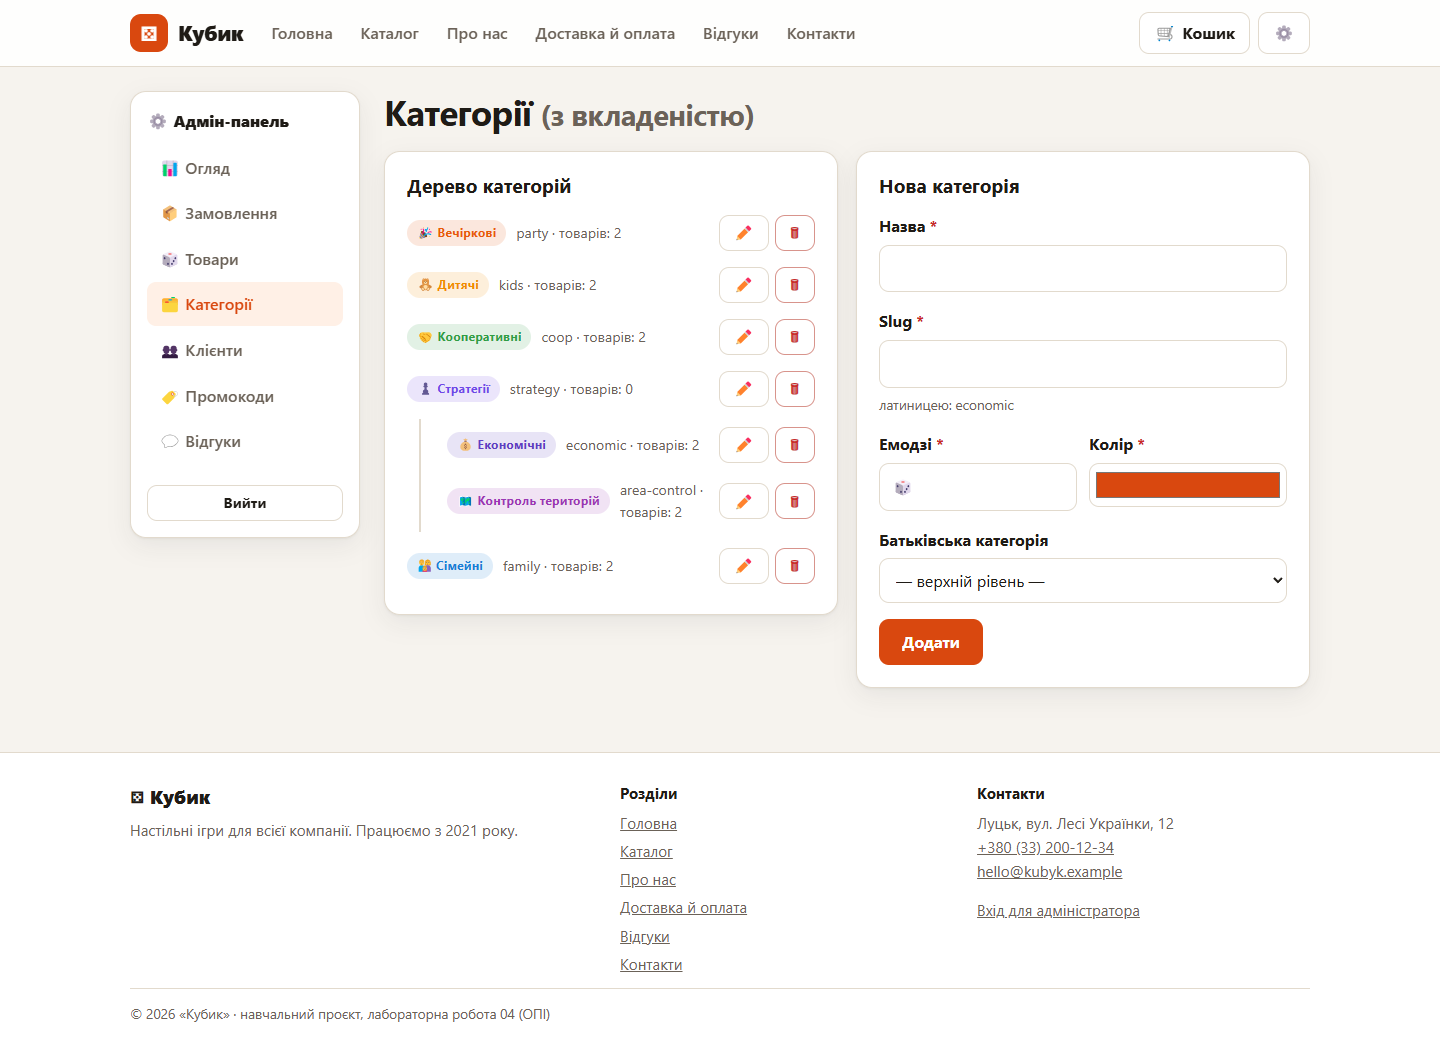 Кубик
Головна
Каталог
Про нас
Доставка й оплата
Відгуки
Контакти
Кошик
Адмін-панель
Огляд
Замовлення
Товари
Категорії
Клієнти
Промокоди
Відгуки
Вийти
Категорії (з вкладеністю)
Дерево категорій
Вечіркові party · товарів: 2
Дитячі kids · товарів: 2
Кооперативні coop · товарів: 2
Стратегії strategy · товарів: 0
Економічні economic · товарів: 2
Контроль територій area-control ·
товарів: 2
Сімейні family · товарів: 2
Нова категорія
Назва *
Slug *
латиницею: economic
Емодзі *
Колір *
Батьківська категорія
— верхній рівень —
Додати
Кубик
Настільні ігри для всієї компанії. Працюємо з 2021 року.
Розділи
Головна
Каталог
Про нас
Доставка й оплата
Відгуки
Контакти
Контакти
Луцьк, вул. Лесі Українки, 12
+380 (33) 200-12-34
hello@kubyk.example
Вхід для адміністратора
© 2026 «Кубик» · навчальний проєкт, лабораторна робота 04 (ОПІ)